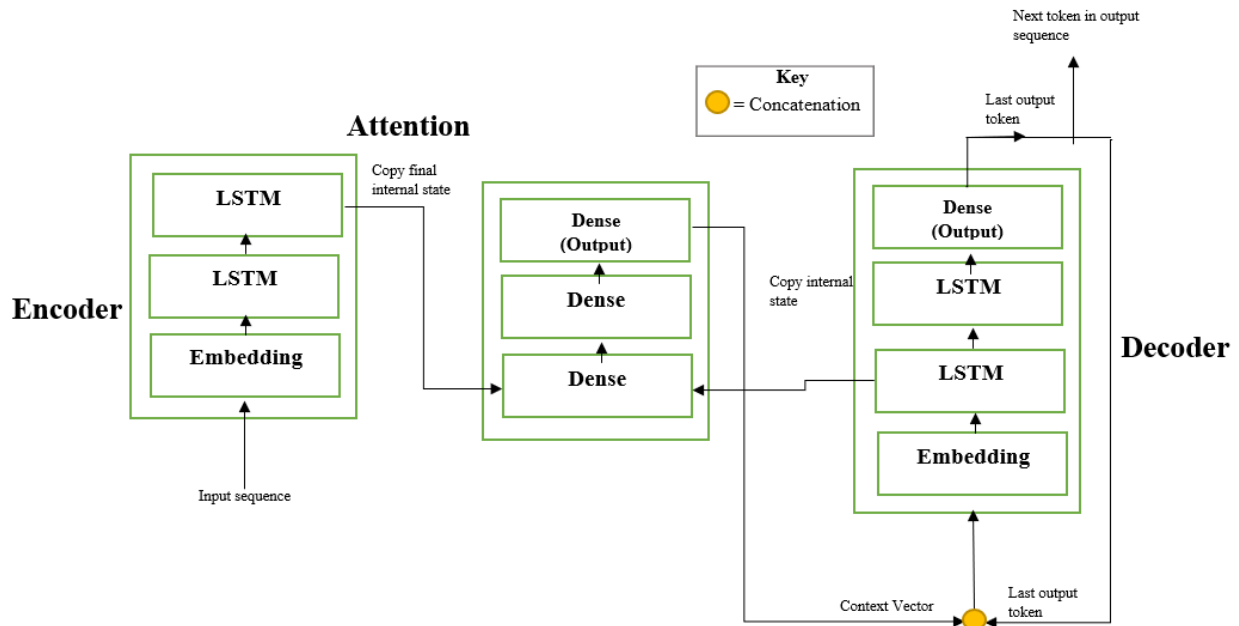 Next token in output
sequence
Key
= Concatenation
Last output
token
Attention
Encoder
LSTM
LSTM
Embedding
Input sequence
Copy final
internal state
Dense
(Output)
Dense
Dense
Copy internal
state
Decoder
Dense
(Output)
LSTM
LSTM
Embedding
Context Vector
Last output
token